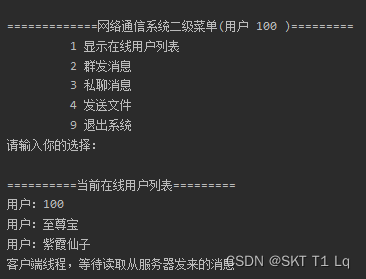 =============网络通信系统二级菜单(用户 100 )=========
1 显示在线用户列表
2 群发消息
3 私聊消息
4 发送文件
9 退出系统
请输入你的选择:
==========当前在线用户列表=========
用户: 100
用户: 至尊宝
用户: 紫霞仙子
客户端线程，等待读取从服务器发来的消息
CSDN @SKT T1 Lq